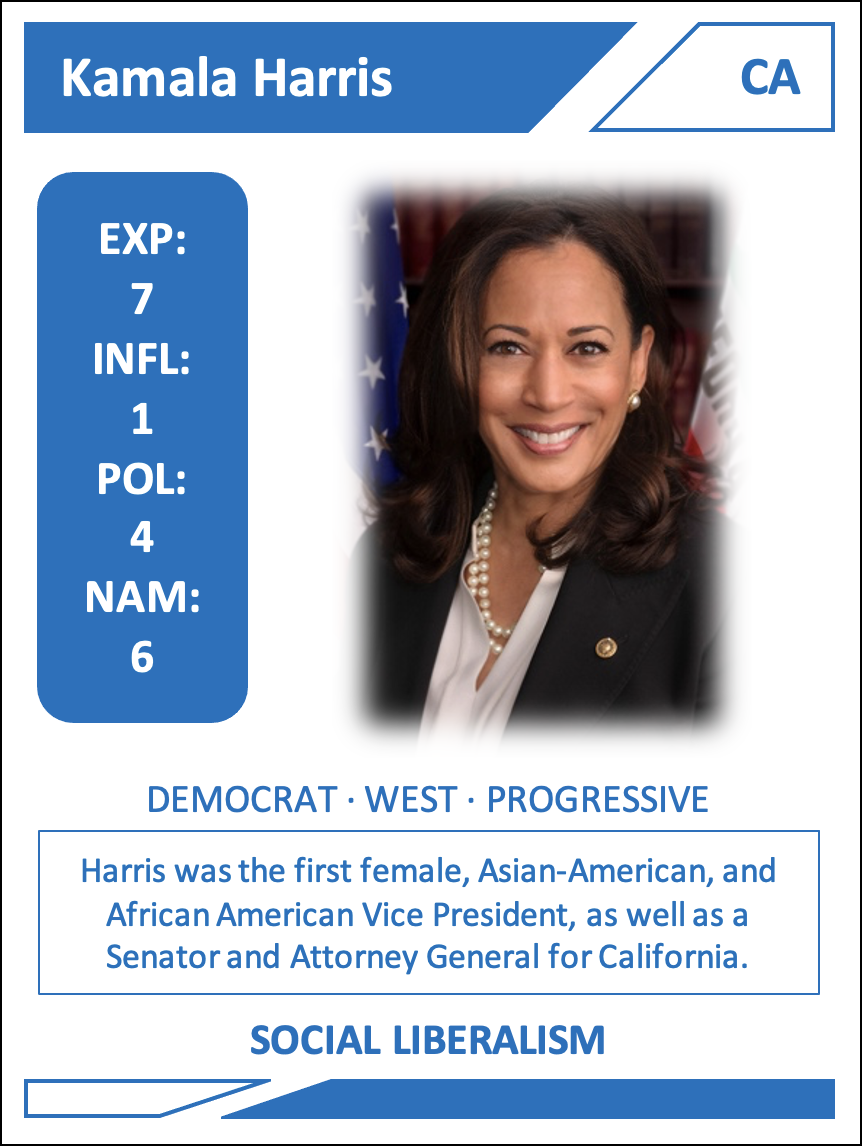 Kamala Harris
CA
EXP:
7
INFL:
1
POL:
4
NAM:
6
DEMOCRAT · WEST · PROGRESSIVE
Harris was the first female, Asian-American, and
African American Vice President, as well as a
Senator and Attorney General for California.
SOCIAL LIBERALISM